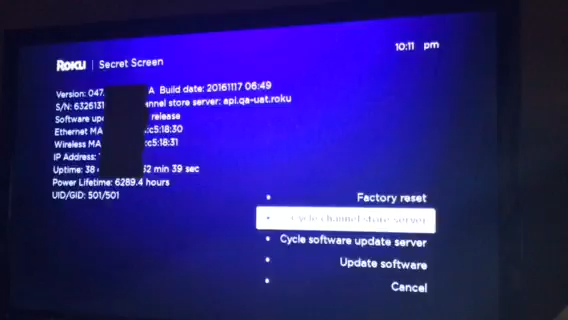 Roku | Secret Screen
10:11 pm
Version: 047. A Build date: 20161117 06:49
S/N: 6326131 annel store server: api.qa-uat.roku
Software upd release
Ethernet MA :c5:18:30
Wireless MA :c5:18:31
IP Address:
Uptime: 38 32 min 39 sec
Power Lifetime: 6289.4 hours
UID/GID: 501/501
Factory reset
Cycle channel store server
Cycle software update server
Update software
Cancel